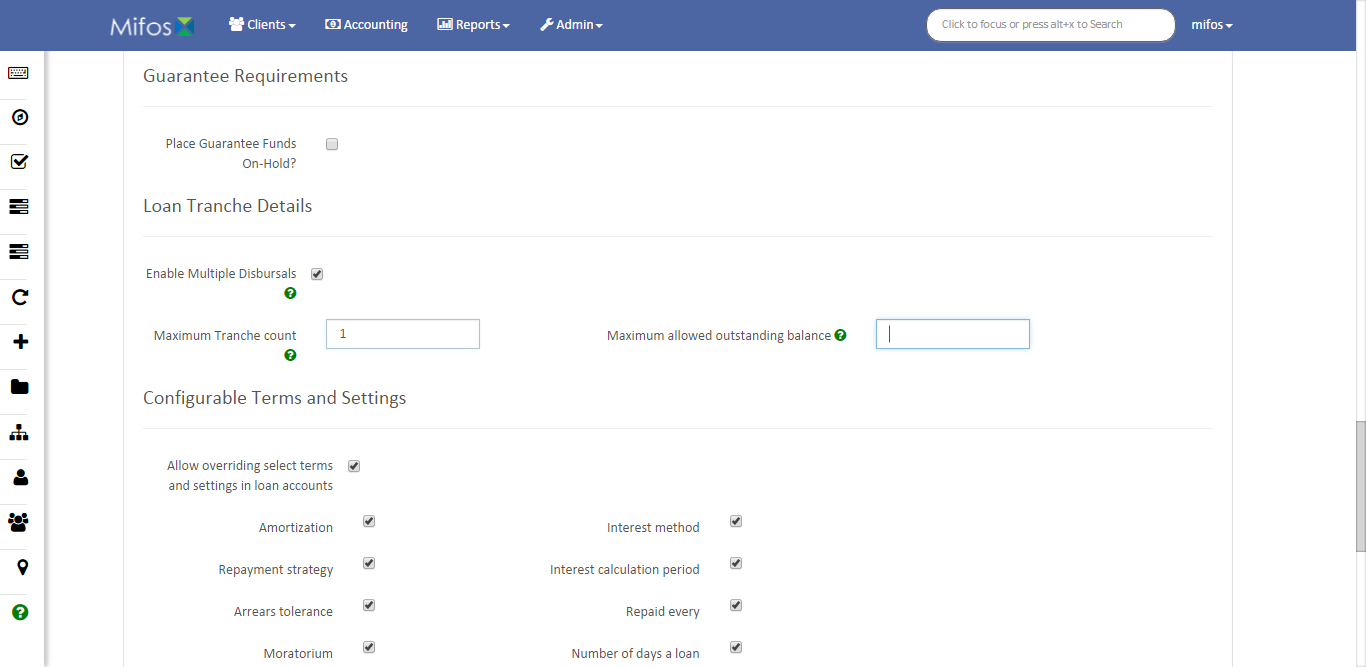 Mifos Clients Accounting Reports Admin Click to focus or press alt+x to Search mifos
Guarantee Requirements
Place Guarantee Funds
On-Hold?
Loan Tranche Details
Enable Multiple Disbursals
Maximum Tranche count 1 Maximum allowed outstanding balance
Configurable Terms and Settings
Allow overriding select terms
and settings in loan accounts
Amortization Interest method
Repayment strategy Interest calculation period
Arrears tolerance Repaid every
Moratorium Number of days a loan